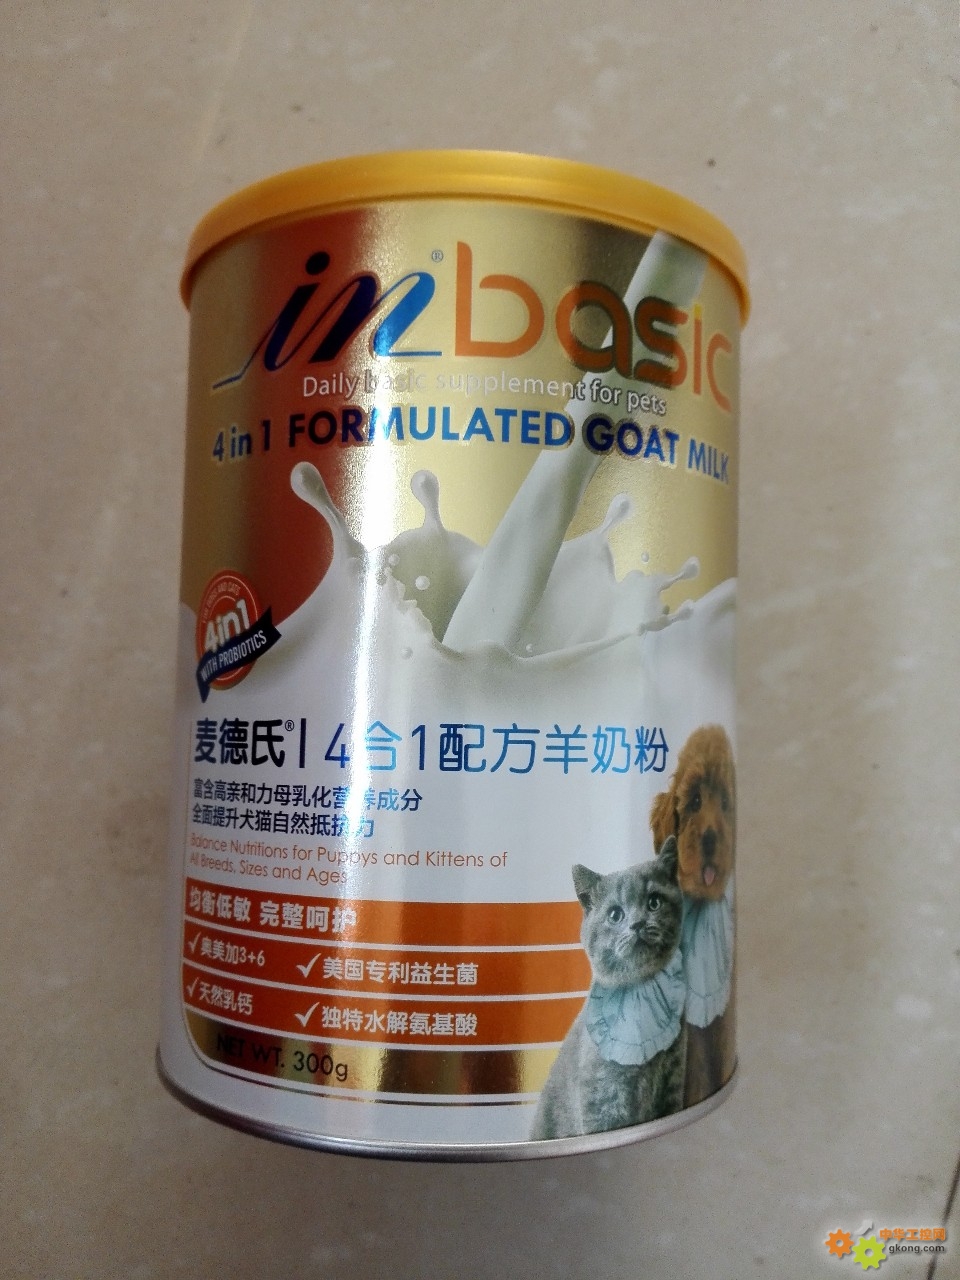 in® basic
Daily basic supplement for pets
4 in 1 FORMULATED GOAT MILK
4in1
WITH PROBIOTICS
麦德氏®| 4合1配方羊奶粉
富含高亲和力母乳化营养成分
全面提升犬猫自然抵抗力
Balance Nutritions for Puppys and Kittens of
All Breeds, Sizes and Ages
均衡低敏 完整呵护
✓奥美加3+6 ✓美国专利益生菌
✓天然乳钙 ✓独特水解氨基酸
NET WT. 300g
中华工控网
gkong.com